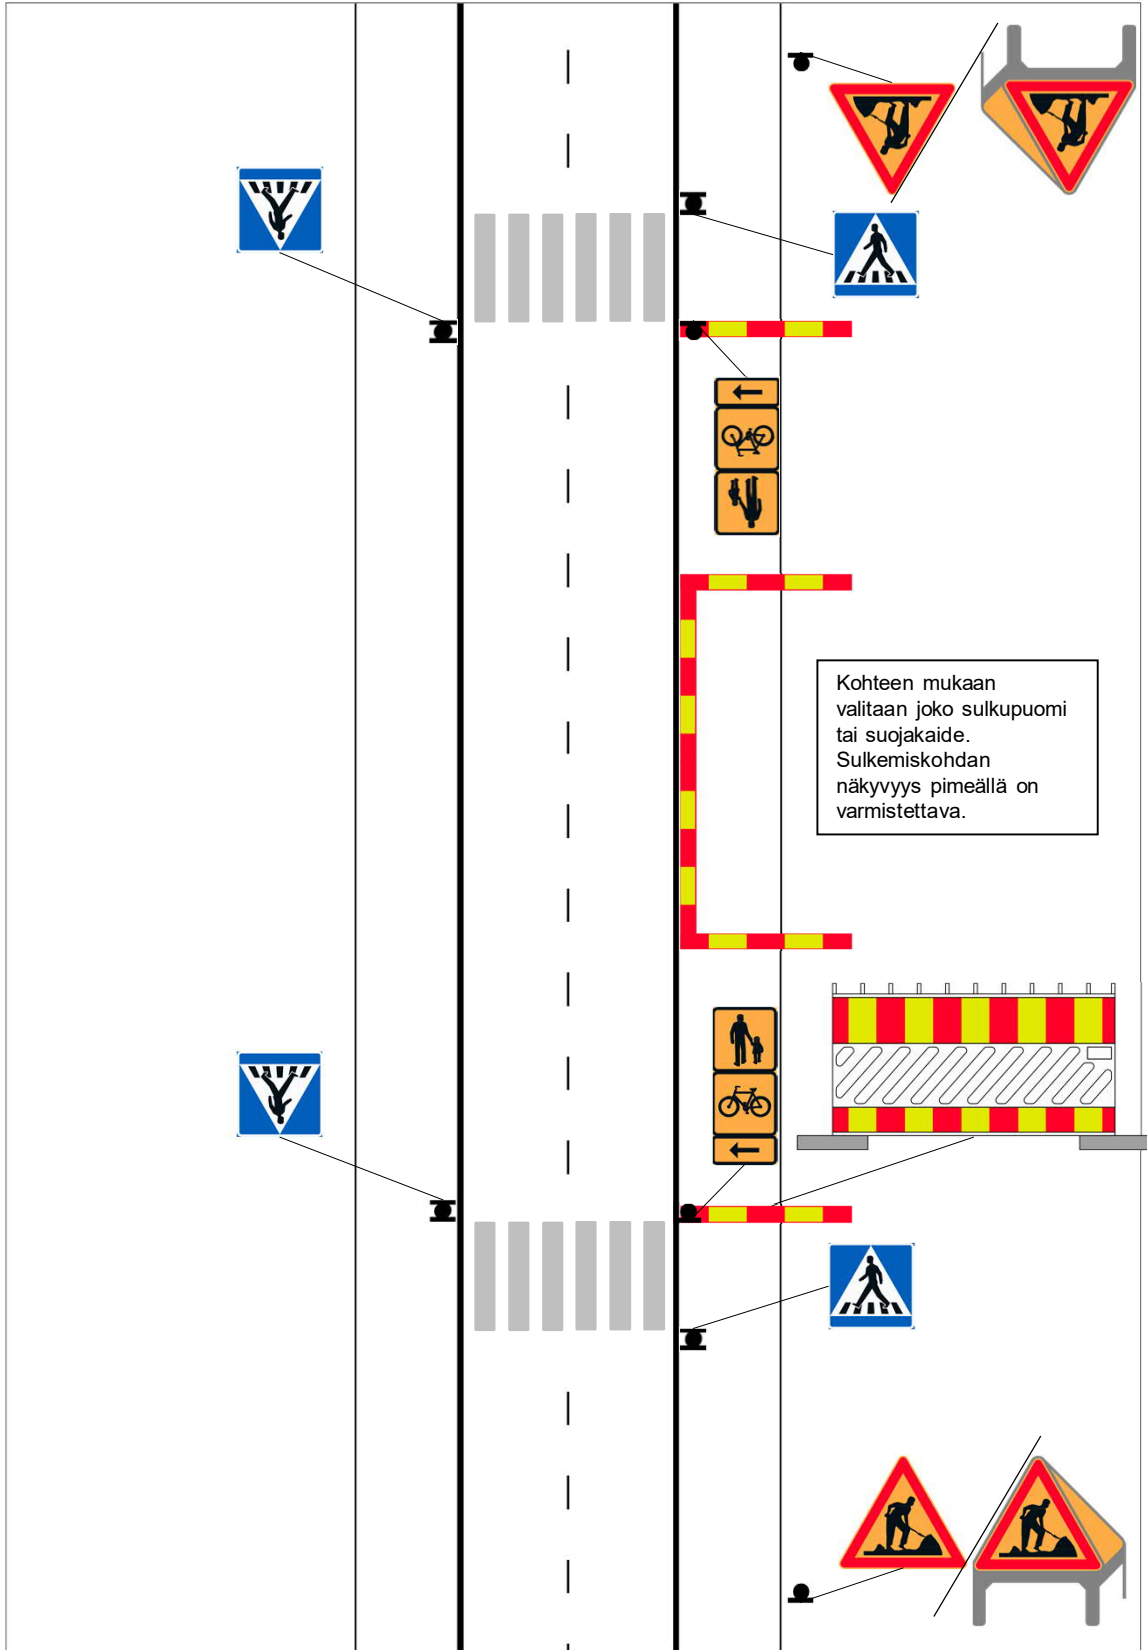 Kohteen mukaan
valitaan joko sulkupuomi
tai suojakaide.
Sulkemiskohdan
näkyvyys pimeällä on
varmistettava.